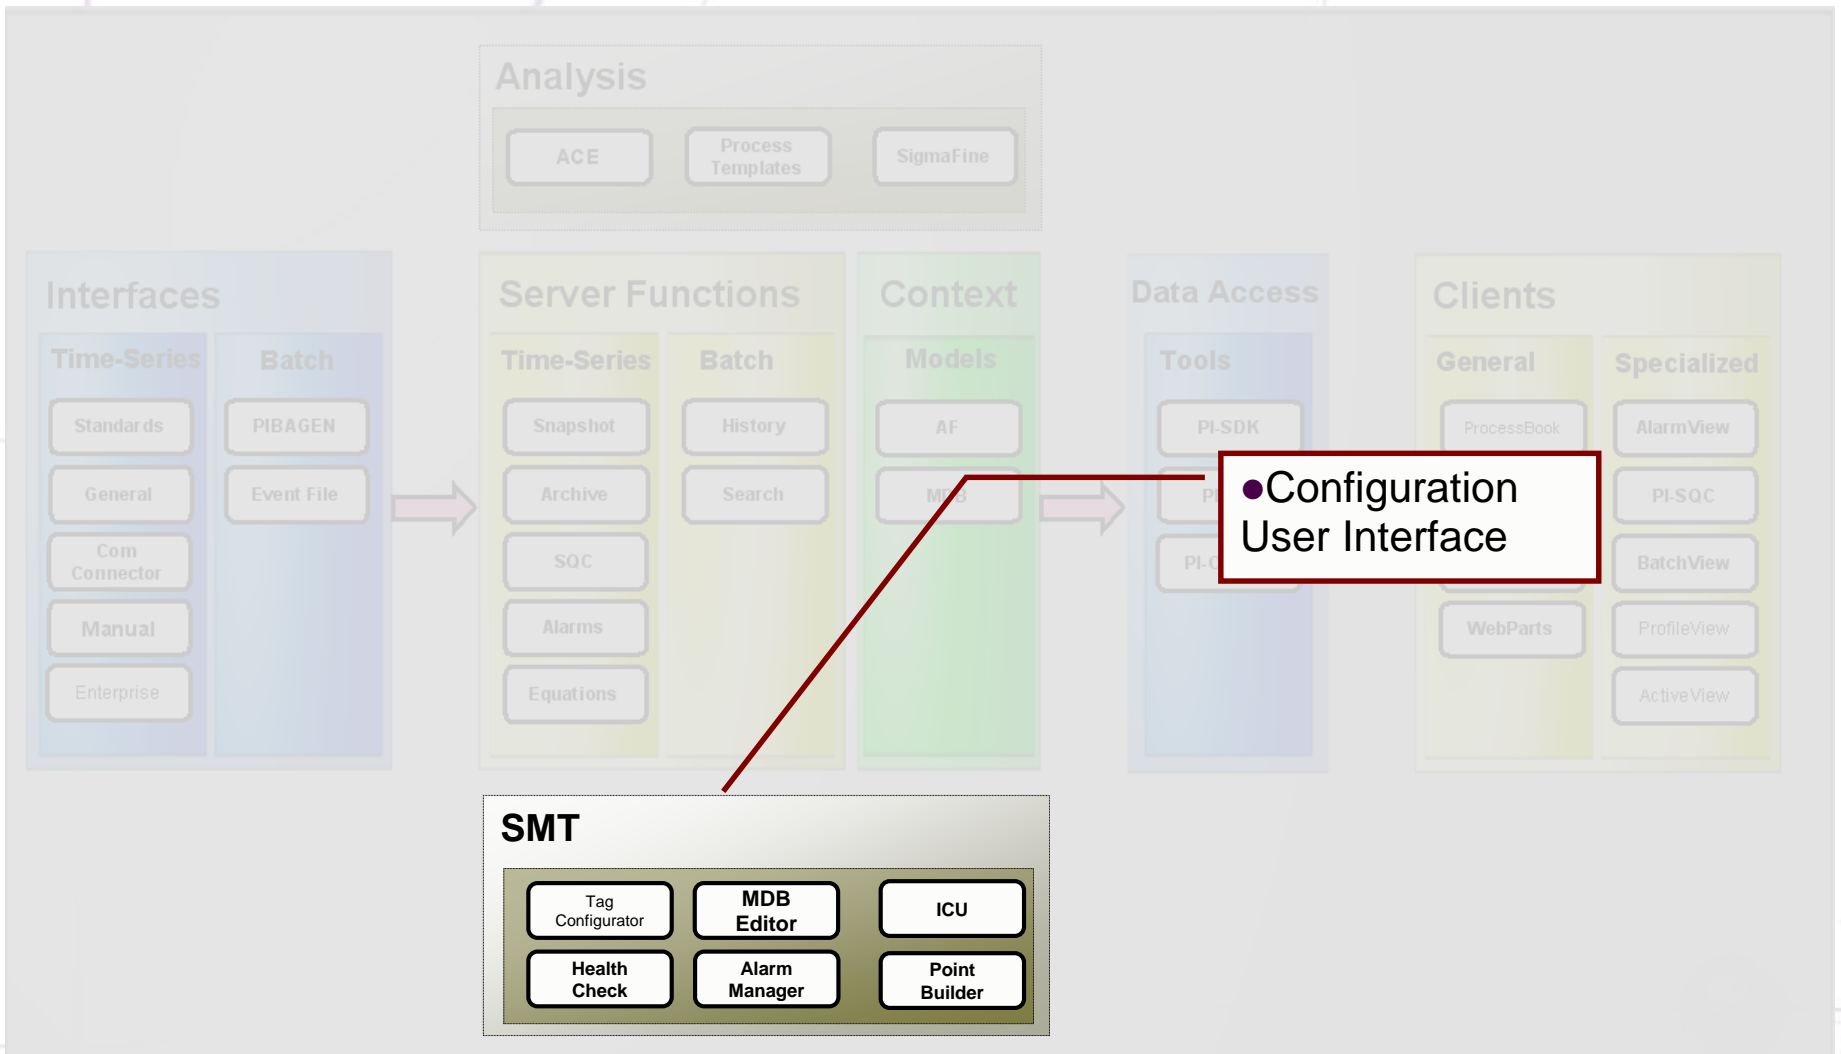 Analysis
ACE
Process
Templates
SigmaFine
Interfaces
Time-Series
Batch
Standards
PIBAGEN
General
Event File
Com
Connector
Manual
Enterprise
Server Functions
Time-Series
Batch
Snapshot
History
Archive
Search
SQC
Alarms
Equations
Context
Models
AF
MDB
Data Access
Tools
PI-SDK
Clients
General
Specialized
ProcessBook
AlarmView
PI-SQC
BatchView
WebParts
ProfileView
ActiveView
●Configuration
User Interface
SMT
Tag
Configurator
MDB
Editor
ICU
Health
Check
Alarm
Manager
Point
Builder